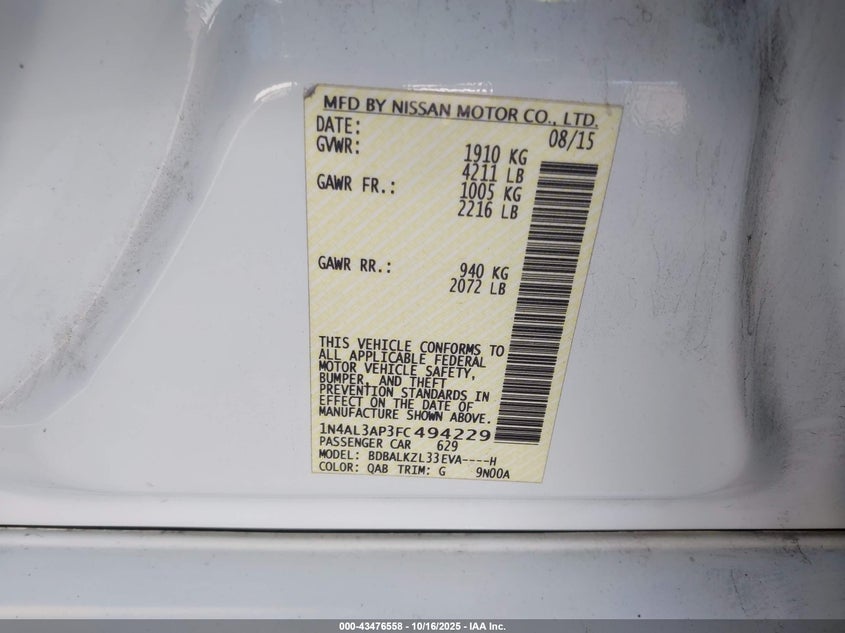 MFD BY NISSAN MOTOR CO., LTD.
DATE: 08/15
GVWR: 1910 KG
4211 LB
GAWR FR.: 1005 KG
2216 LB
GAWR RR.: 940 KG
2072 LB
THIS VEHICLE CONFORMS TO
ALL APPLICABLE FEDERAL
MOTOR VEHICLE SAFETY,
BUMPER, AND THEFT
PREVENTION STANDARDS IN
EFFECT ON THE DATE OF
MANUFACTURE SHOWN ABOVE.
1N4AL3AP3FC494229
PASSENGER CAR 629
MODEL: BDBALKZL33EVA----H
COLOR: QAB TRIM: G 9N00A
000-43476558 - 10/16/2025 - IAA Inc.